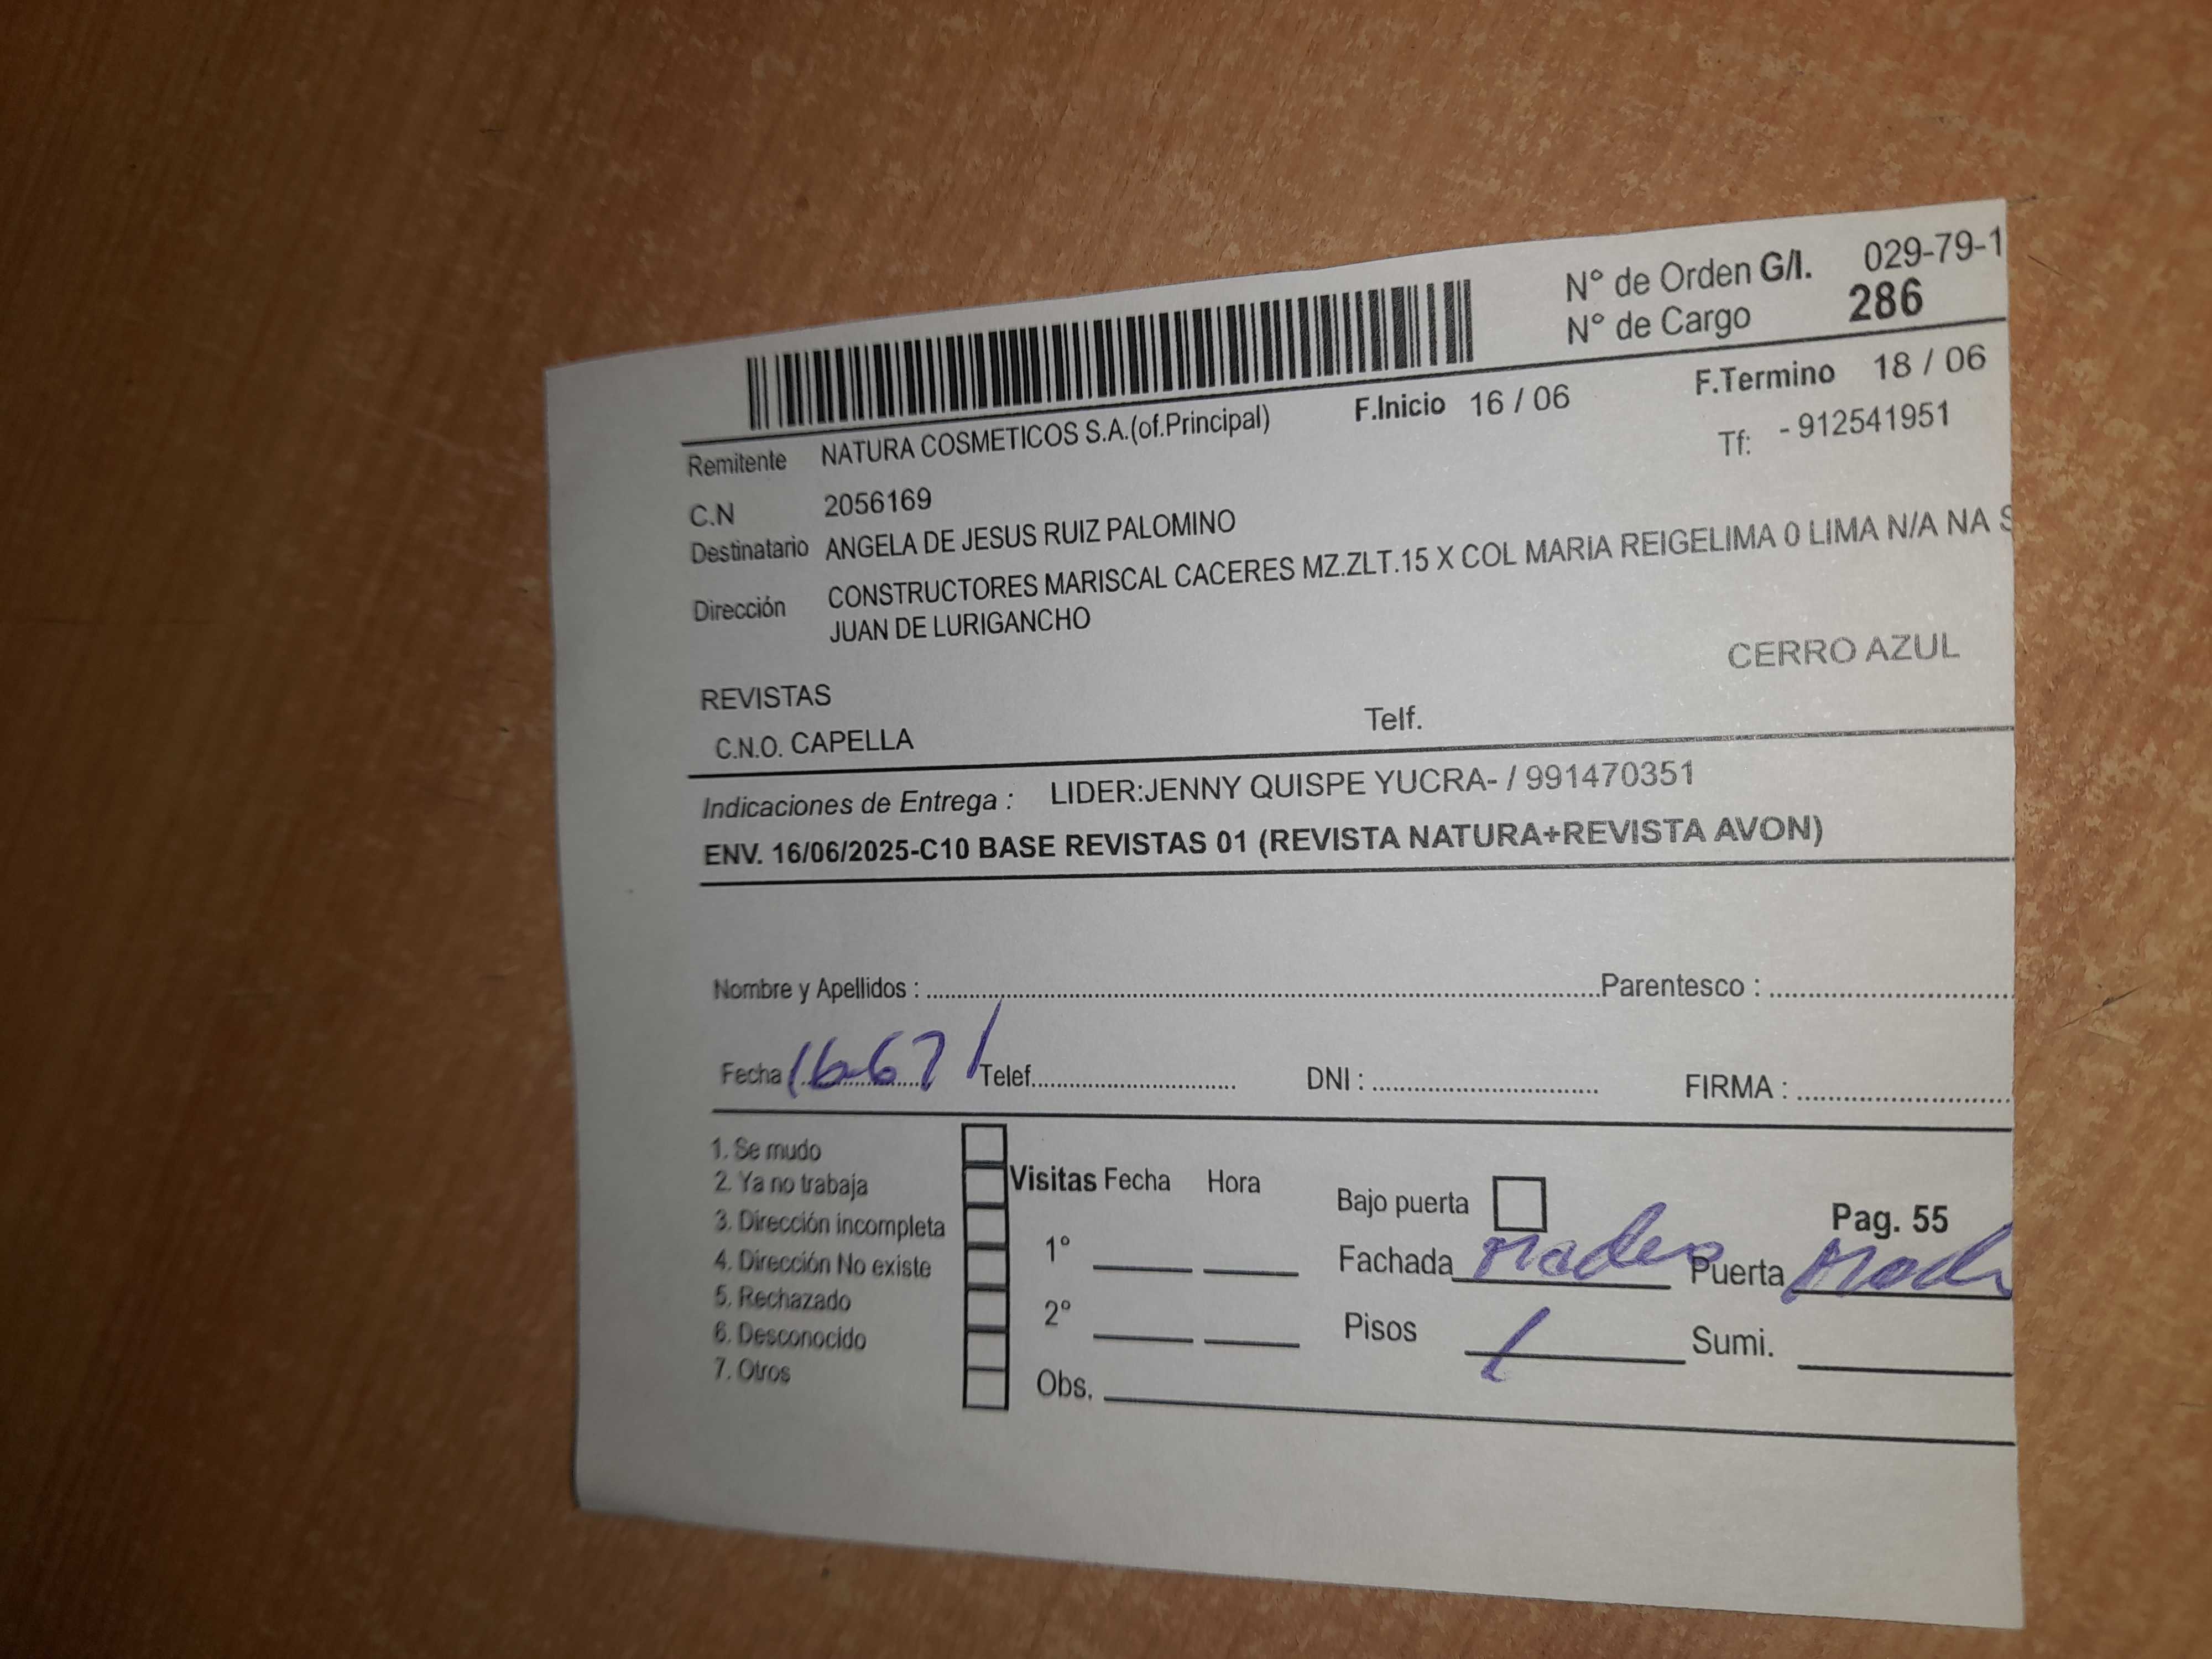 N° de Orden G/I. 029-79-1
N° de Cargo 286
F.Inicio 16 / 06 F.Termino 18 / 06
Remitente NATURA COSMETICOS S.A.(of.Principal) Tf: - 912541951
C.N 2056169
Destinatario ANGELA DE JESUS RUIZ PALOMINO
Dirección CONSTRUCTORES MARISCAL CACERES MZ.ZLT.15 X COL MARIA REIGELIMA 0 LIMA N/A NA S
JUAN DE LURIGANCHO
CERRO AZUL
REVISTAS
C.N.O. CAPELLA Telf.
Indicaciones de Entrega : LIDER:JENNY QUISPE YUCRA- / 991470351
ENV. 16/06/2025-C10 BASE REVISTAS 01 (REVISTA NATURA+REVISTA AVON)
Nombre y Apellidos : Parentesco :
Fecha Telef. DNI : FIRMA :
1. Se mudo
2. Ya no trabaja
3. Dirección incompleta
4. Dirección No existe
5. Rechazado
6. Desconocido
7. Otros
Visitas Fecha Hora
1°
2°
Obs.
Bajo puerta Pag. 55
Fachada Puerta
Pisos 1 Sumi.